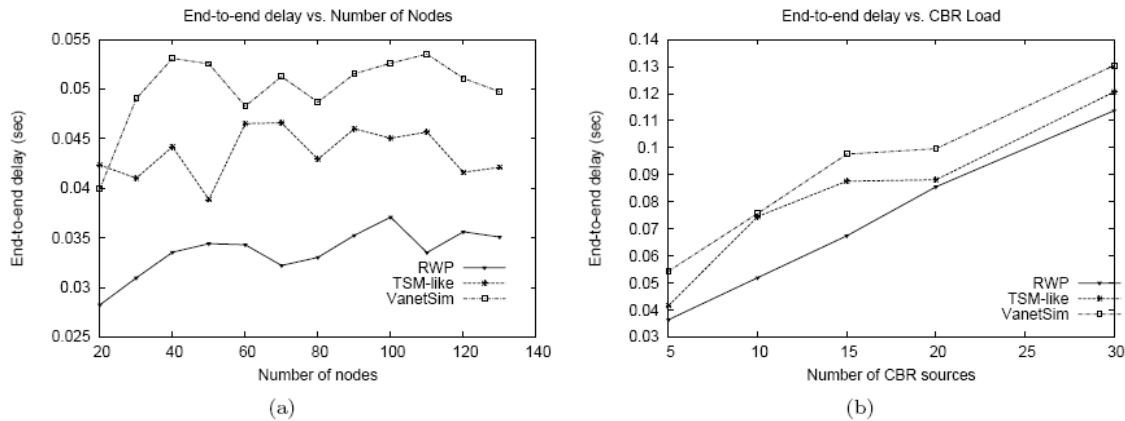 End-to-end delay vs. Number of Nodes
0.055
0.05
0.045
0.04
0.035
0.03
0.025
End-to-end delay (sec)
RWP
TSM-like
VanetSim
20 40 60 80 100 120 140
Number of nodes
(a)
End-to-end delay vs. CBR Load
0.14
0.13
0.12
0.11
0.1
0.09
0.08
0.07
0.06
0.05
0.04
0.03
End-to-end delay (sec)
RWP
TSM-like
VanetSim
5 10 15 20 25 30
Number of CBR sources
(b)